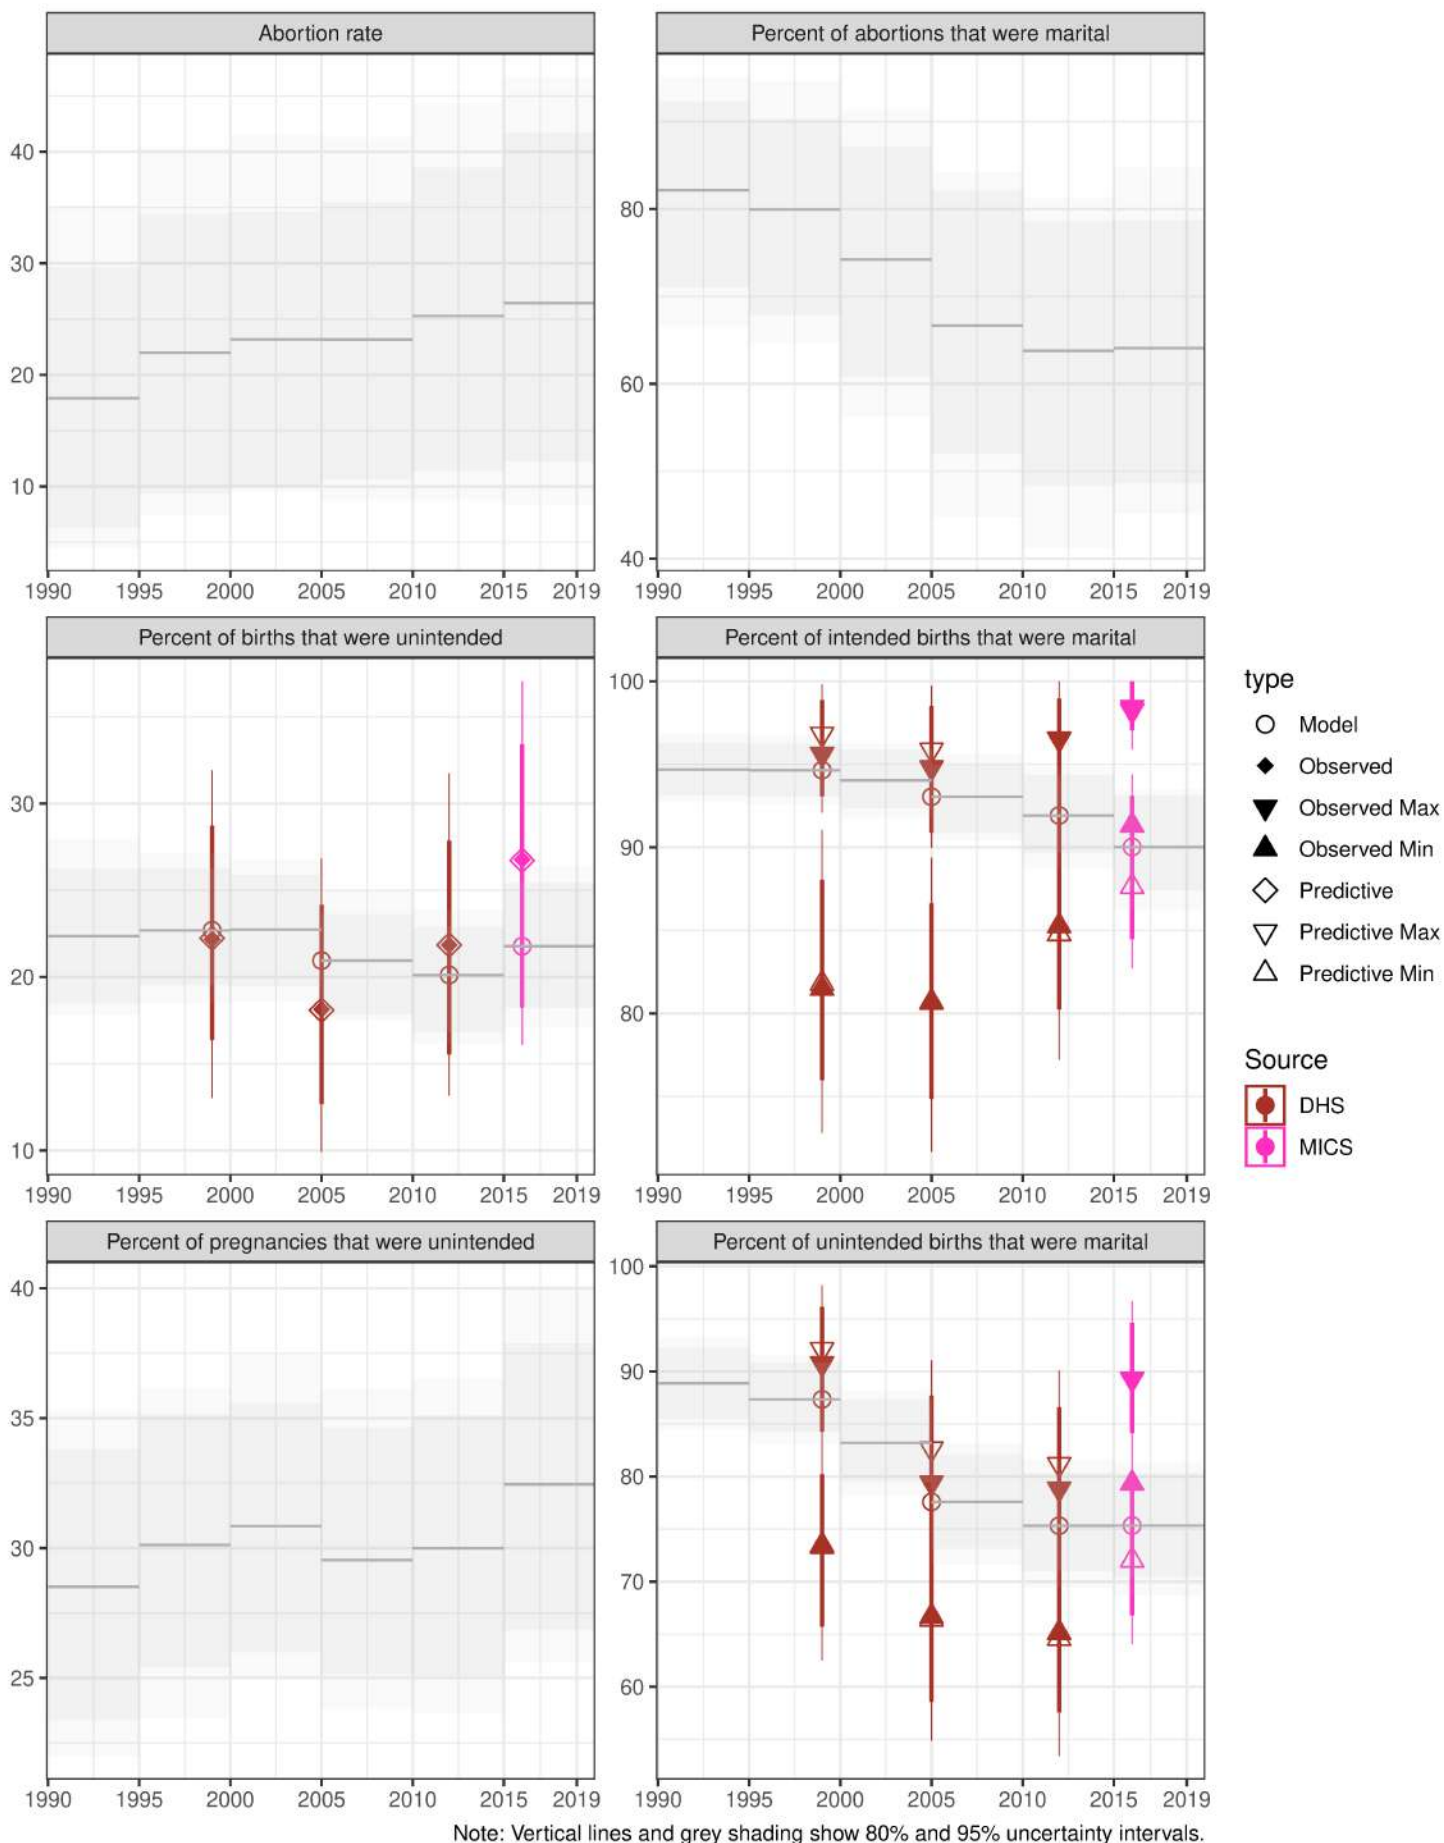 Abortion rate
Percent of abortions that were marital
40
30
20
10
80
60
40
1990 1995 2000 2005 2010 2015 2019
1990 1995 2000 2005 2010 2015 2019
Percent of births that were unintended
Percent of intended births that were marital
30
20
10
100
90
80
1990 1995 2000 2005 2010 2015 2019
1990 1995 2000 2005 2010 2015 2019
type
Model
Observed
Observed Max
Observed Min
Predictive
Predictive Max
Predictive Min
Source
DHS
MICS
Percent of pregnancies that were unintended
Percent of unintended births that were marital
40
35
30
25
100
90
80
70
60
1990 1995 2000 2005 2010 2015 2019
1990 1995 2000 2005 2010 2015 2019
Note: Vertical lines and grey shading show 80% and 95% uncertainty intervals.